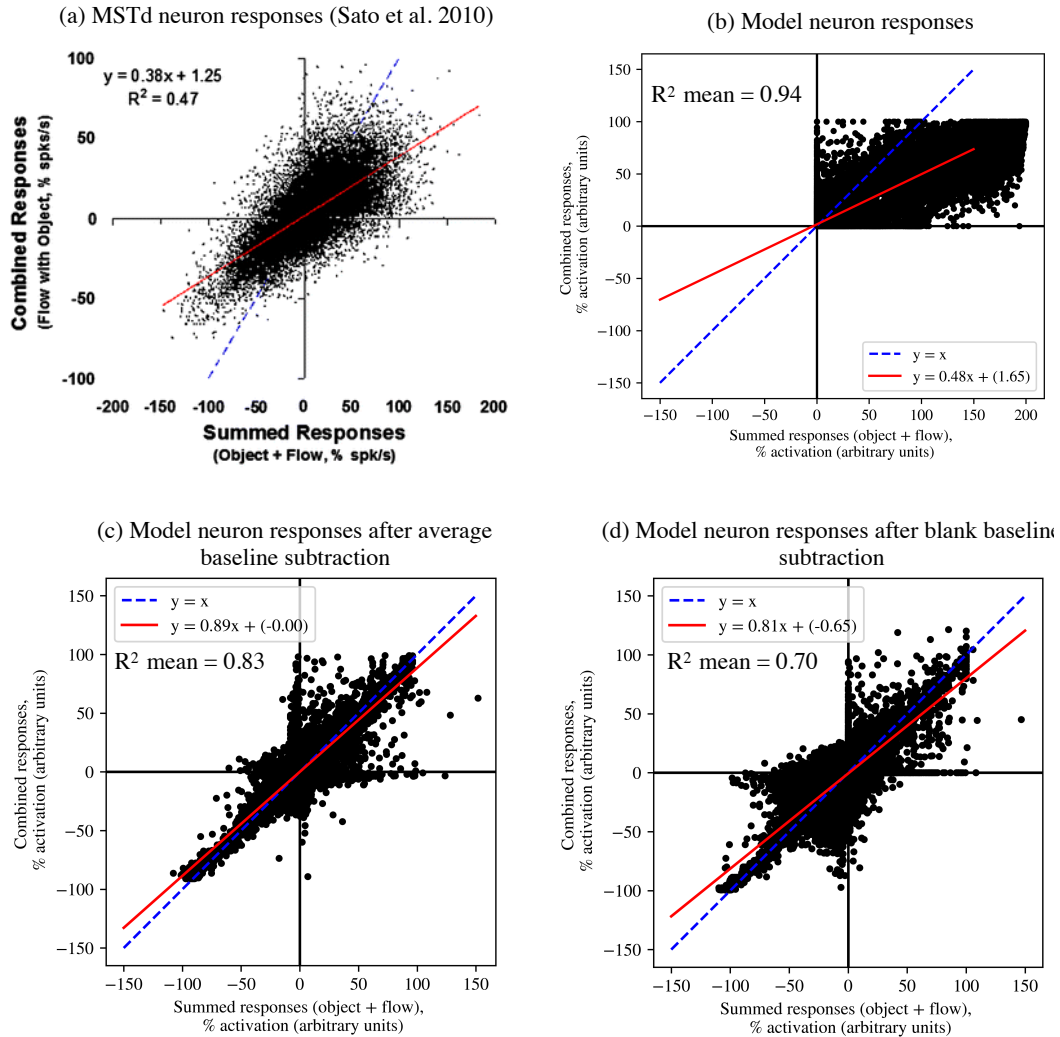 (a) MSTd neuron responses (Sato et al. 2010)
y = 0.38x + 1.25
R² = 0.47
100
50
0
-50
-100
-200 -150 -100 -50 0 50 100 150 200
Combined Responses
(Flow with Object, % spks/s)
Summed Responses
(Object + Flow, % spk/s)
(b) Model neuron responses
R² mean = 0.94
150
100
50
0
−50
−100
−150
−150 −100 −50 0 50 100 150 200
Combined responses,
% activation (arbitrary units)
y = x
y = 0.48x + (1.65)
Summed responses (object + flow),
% activation (arbitrary units)
(c) Model neuron responses after average
baseline subtraction
y = x
y = 0.89x + (-0.00)
R² mean = 0.83
150
100
50
0
−50
−100
−150
−150 −100 −50 0 50 100 150
Combined responses,
% activation (arbitrary units)
Summed responses (object + flow),
% activation (arbitrary units)
(d) Model neuron responses after blank baseline
subtraction
y = x
y = 0.81x + (-0.65)
R² mean = 0.70
150
100
50
0
−50
−100
−150
−150 −100 −50 0 50 100 150
Combined responses,
% activation (arbitrary units)
Summed responses (object + flow),
% activation (arbitrary units)